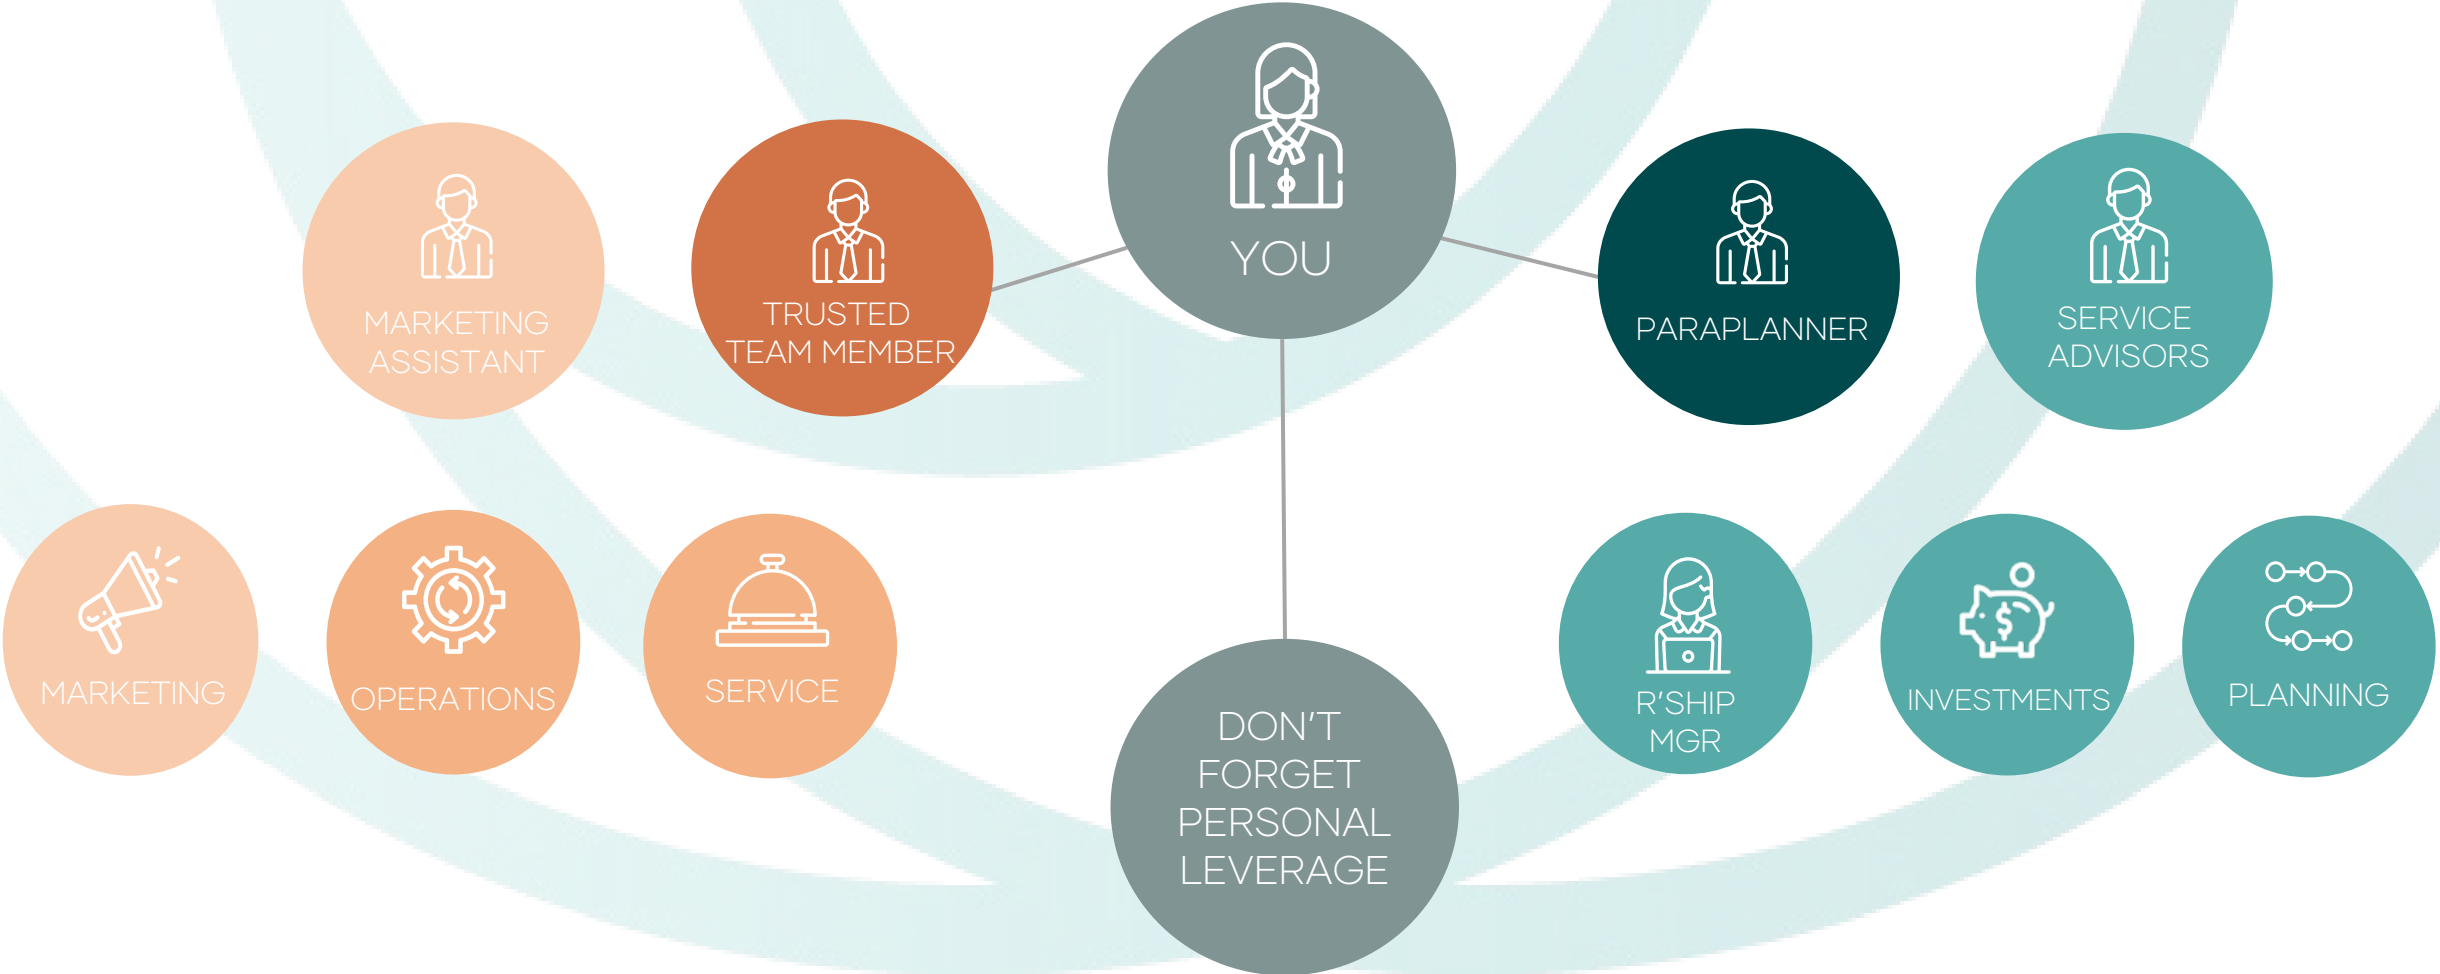 YOU
MARKETING
ASSISTANT
TRUSTED
TEAM MEMBER
PARAPLANNER
SERVICE
ADVISORS
MARKETING
OPERATIONS
SERVICE
DON'T
FORGET
PERSONAL
LEVERAGE
R'SHIP
MGR
INVESTMENTS
PLANNING